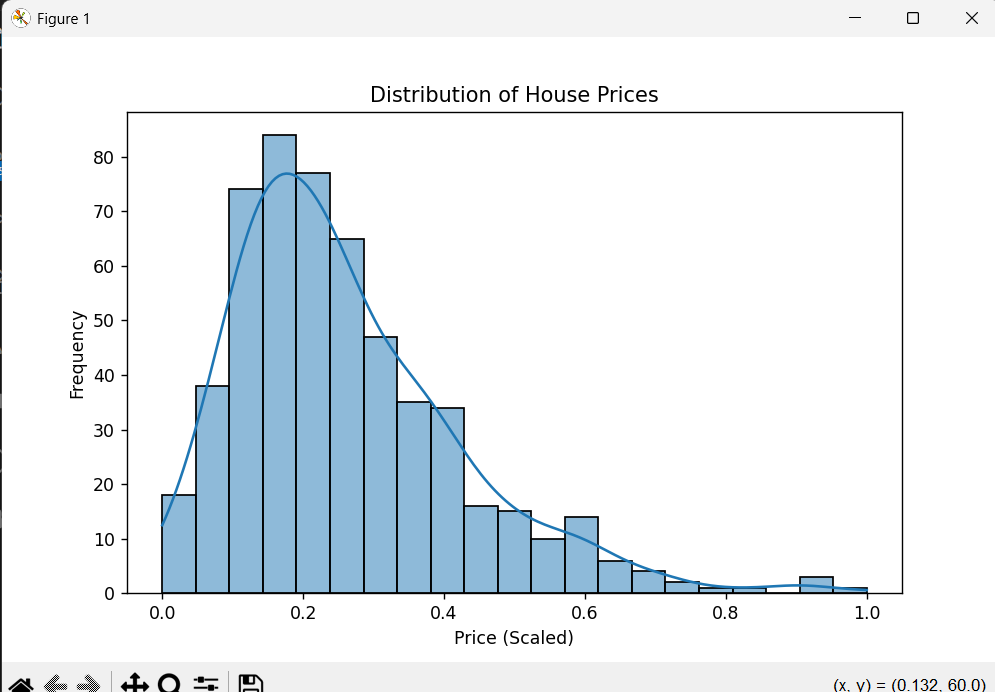 Figure 1
Distribution of House Prices
Frequency
80
70
60
50
40
30
20
10
0
0.0 0.2 0.4 0.6 0.8 1.0
Price (Scaled)
(x, y) = (0.132, 60.0)